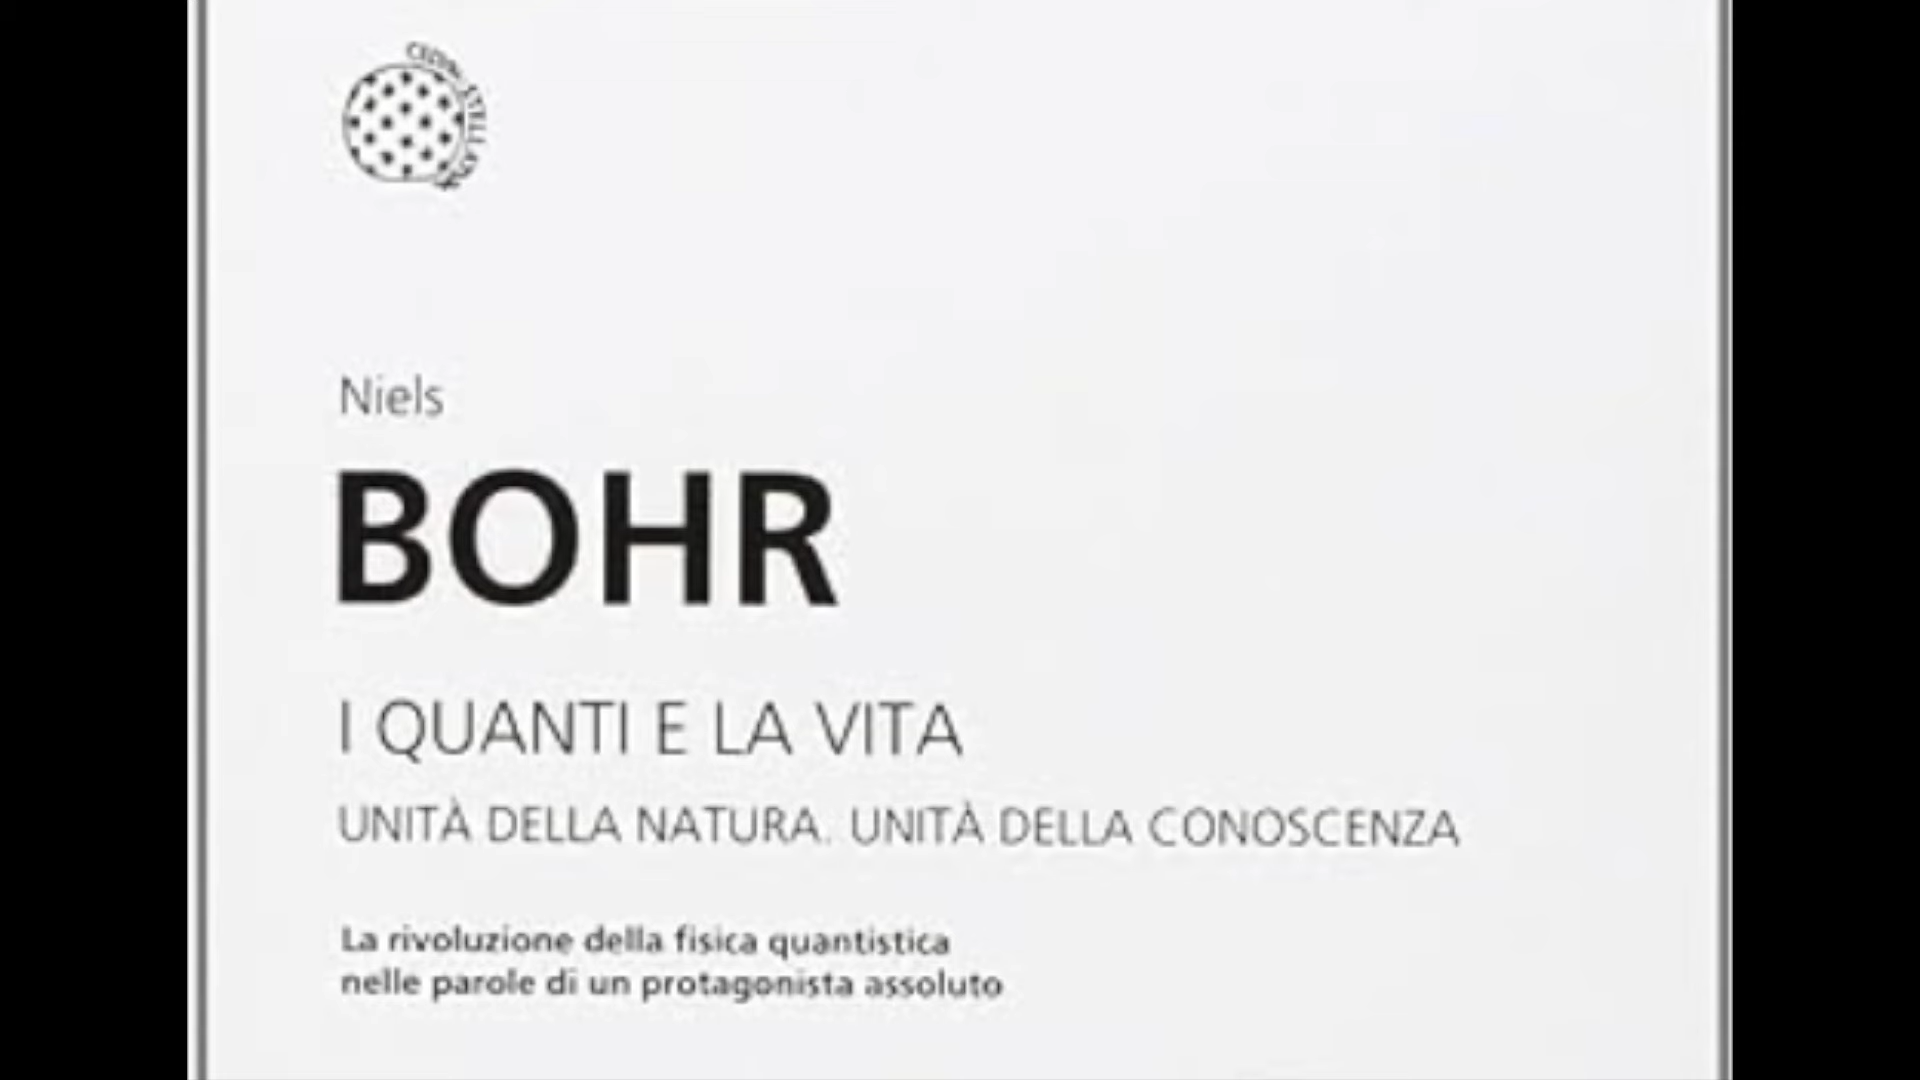 Niels
BOHR
I QUANTI E LA VITA
UNITÀ DELLA NATURA. UNITÀ DELLA CONOSCENZA
La rivoluzione della fisica quantistica
nelle parole di un protagonista assoluto